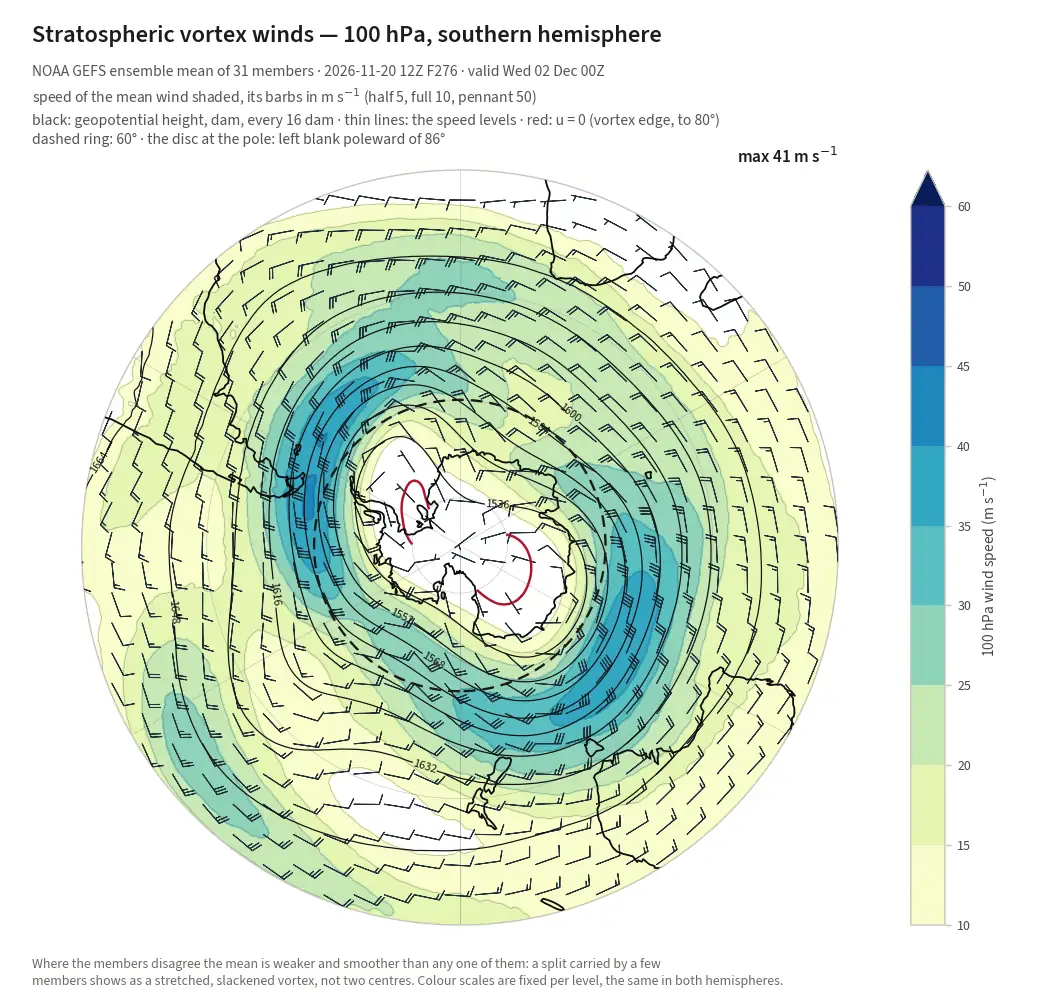 Stratospheric vortex winds — 100 hPa, southern hemisphere
NOAA GEFS ensemble mean of 31 members · 2026-11-20 12Z F276 · valid Wed 02 Dec 00Z
speed of the mean wind shaded, its barbs in m s⁻¹ (half 5, full 10, pennant 50)
black: geopotential height, dam, every 16 dam · thin lines: the speed levels · red: u = 0 (vortex edge, to 80°)
dashed ring: 60° · the disc at the pole: left blank poleward of 86°
max 41 m s⁻¹
60
50
45
40
35
30
25
20
15
10
100 hPa wind speed (m s⁻¹)
1600
1664
1536
1616
1568
1632
Where the members disagree the mean is weaker and smoother than any one of them: a split carried by a few
members shows as a stretched, slackened vortex, not two centres. Colour scales are fixed per level, the same in both hemispheres.